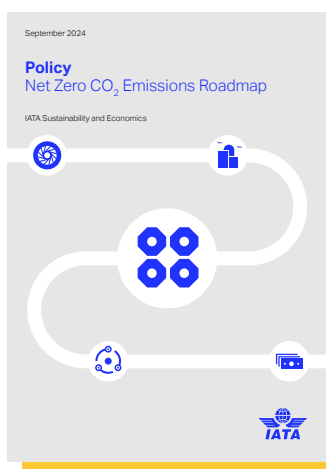 September 2024
Policy
Net Zero CO₂ Emissions Roadmap
IATA Sustainability and Economics
IATA